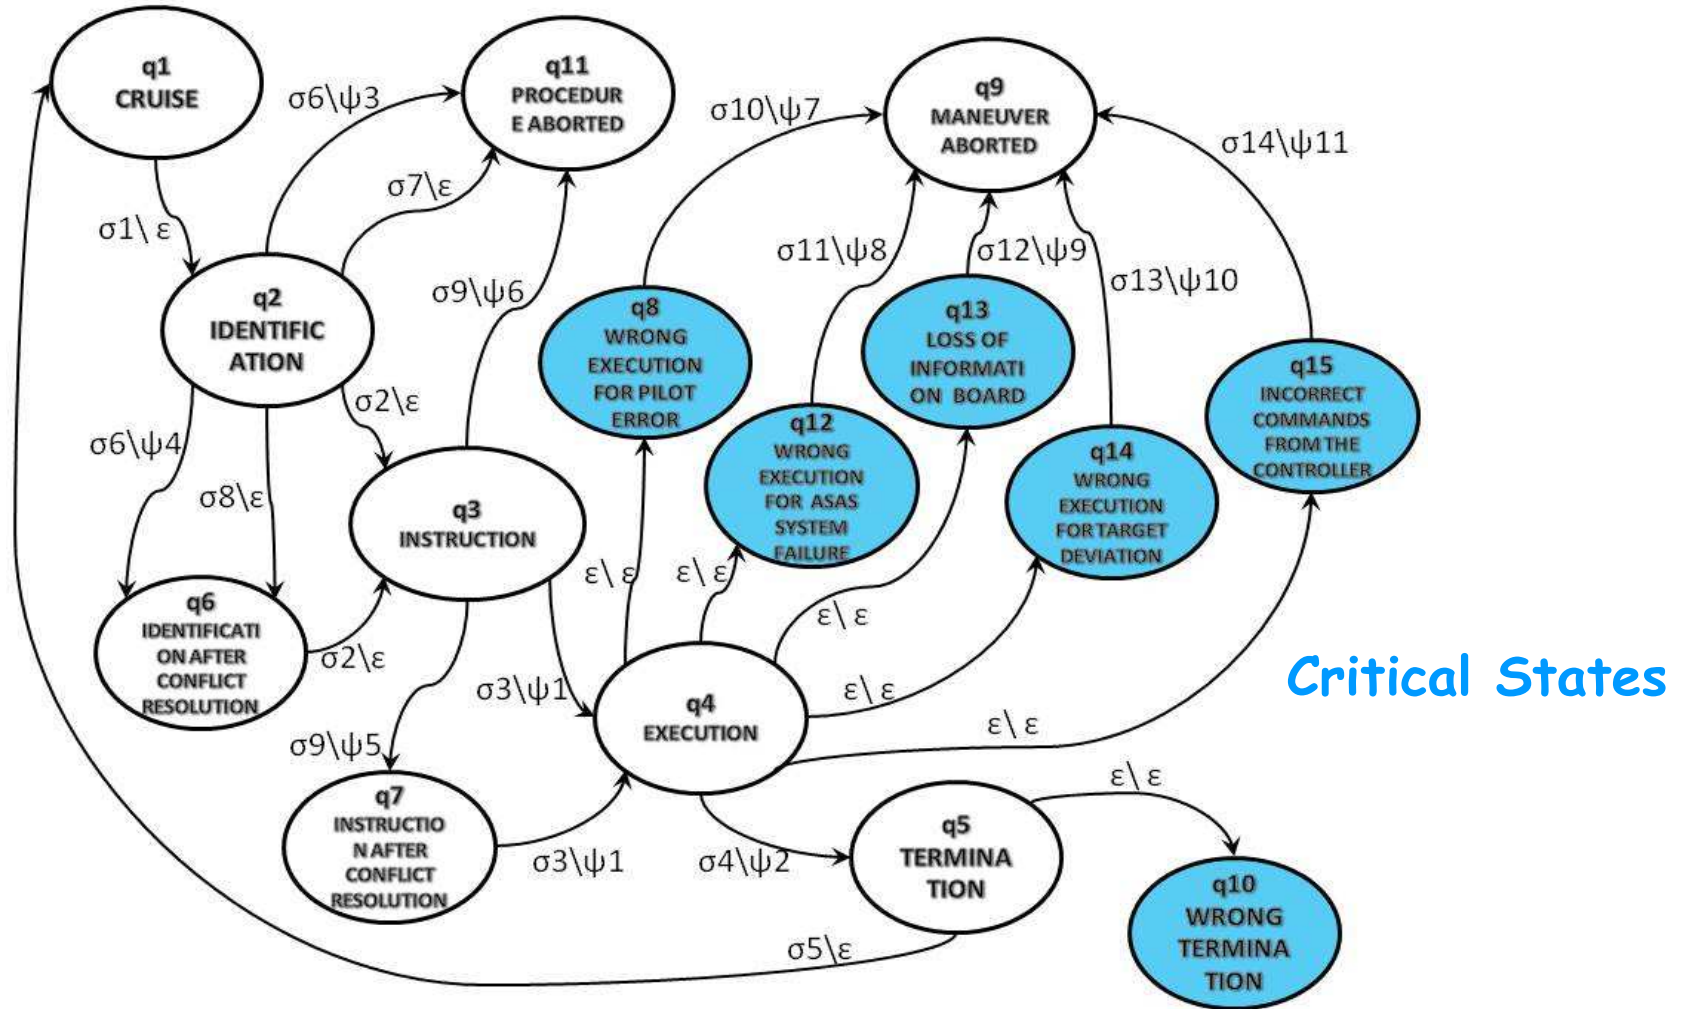 q1
CRUISE
q11
PROCEDUR
E ABORTED
q9
MANEUVER
ABORTED
σ6\ψ3
σ10\ψ7
σ14\ψ11
σ7\ε
σ1\ ε
σ11\ψ8
σ12\ψ9
σ13\ψ10
σ9\ψ6
q2
IDENTIFIC
ATION
q8
WRONG
EXECUTION
FOR PILOT
ERROR
q13
LOSS OF
INFORMATI
ON BOARD
q15
INCORRECT
COMMANDS
FROM THE
CONTROLLER
σ2\ε
q12
WRONG
EXECUTION
FOR ASAS
SYSTEM
FAILURE
q14
WRONG
EXECUTION
FOR TARGET
DEVIATION
σ6\ψ4
σ8\ε
q3
INSTRUCTION
ε\ ε
ε\ ε
ε\ ε
q6
IDENTIFICATI
ON AFTER
CONFLICT
RESOLUTION
σ2\ε
σ3\ψ1
q4
EXECUTION
ε\ ε
ε\ ε
Critical States
σ9\ψ5
q7
INSTRUCTIO
N AFTER
CONFLICT
RESOLUTION
σ3\ψ1
σ4\ψ2
q5
TERMINA
TION
ε\ ε
q10
WRONG
TERMINA
TION
σ5\ε